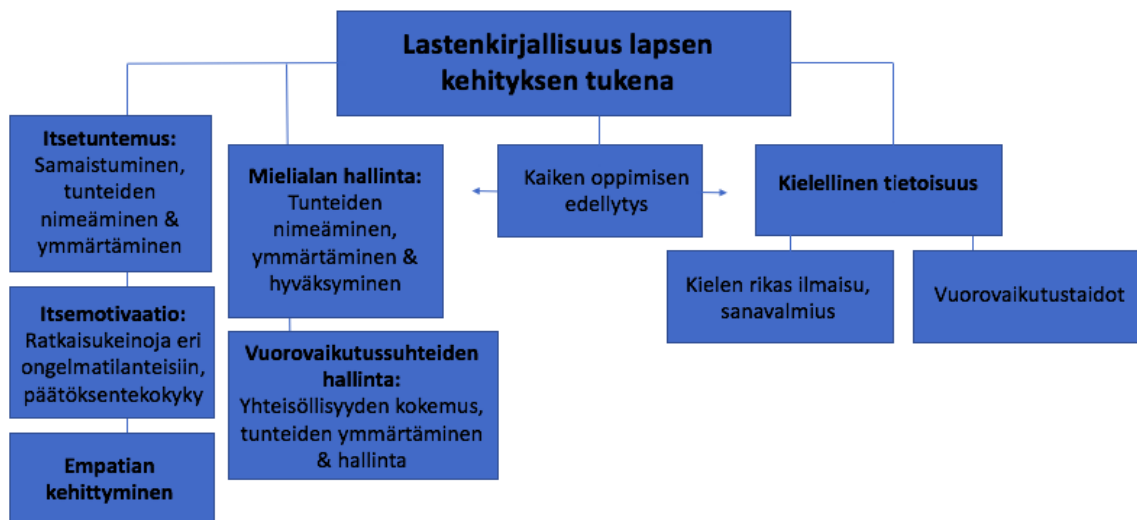 Lastenkirjallisuus lapsen
kehityksen tukena
Itsetuntemus:
Samaistuminen,
tunteiden
nimeäminen &
ymmärtäminen
Itsemotivaatio:
Ratkaisukeinoja eri
ongelmatilanteisiin,
päätöksentekokyky
Empatian
kehittyminen
Mielialan hallinta:
Tunteiden
nimeäminen,
ymmärtäminen &
hyväksyminen
Vuorovaikutussuhteiden
hallinta:
Yhteisöllisyyden kokemus,
tunteiden ymmärtäminen
& hallinta
Kaiken oppimisen
edellytys
Kielellinen tietoisuus
Kielen rikas ilmaisu,
sanavalmius
Vuorovaikutustaidot